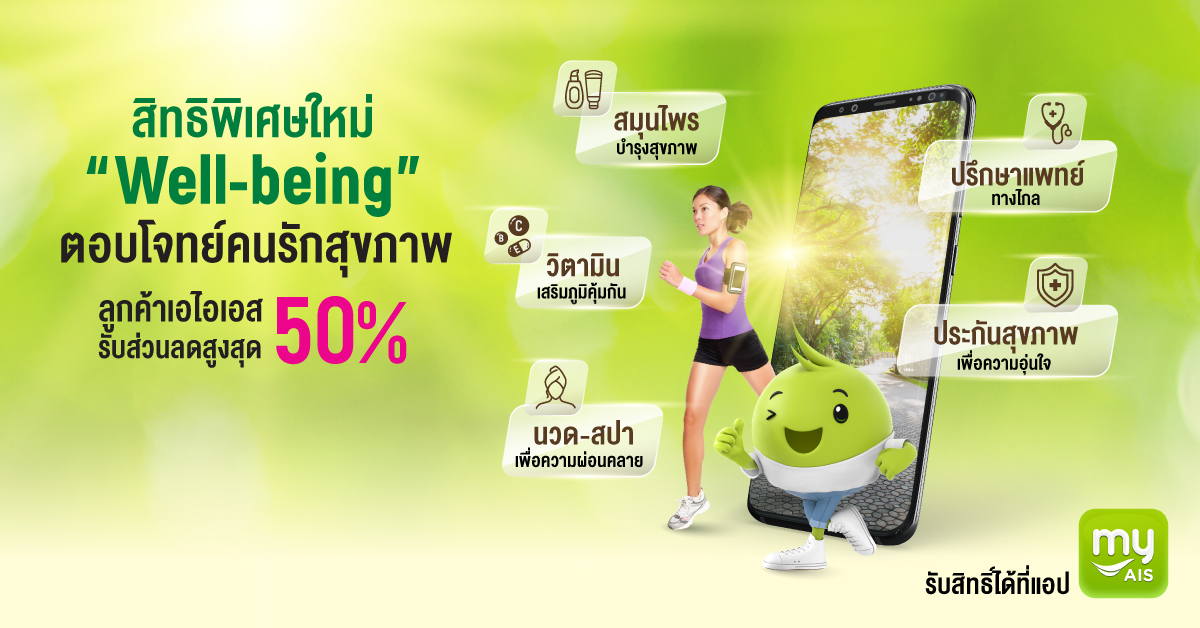 สิทธิพิเศษใหม่
“Well-being”
ตอบโจทย์คนรักสุขภาพ
ลูกค้าเอไอเอส
รับส่วนลดสูงสุด
50%
สมุนไพร
บำรุงสุขภาพ
B C E
วิตามิน
เสริมภูมิคุ้มกัน
นวด-สปา
เพื่อความผ่อนคลาย
ปรึกษาแพทย์
ทางไกล
ประกันสุขภาพ
เพื่อความอุ่นใจ
รับสิทธิ์ได้ที่แอป
my
AIS